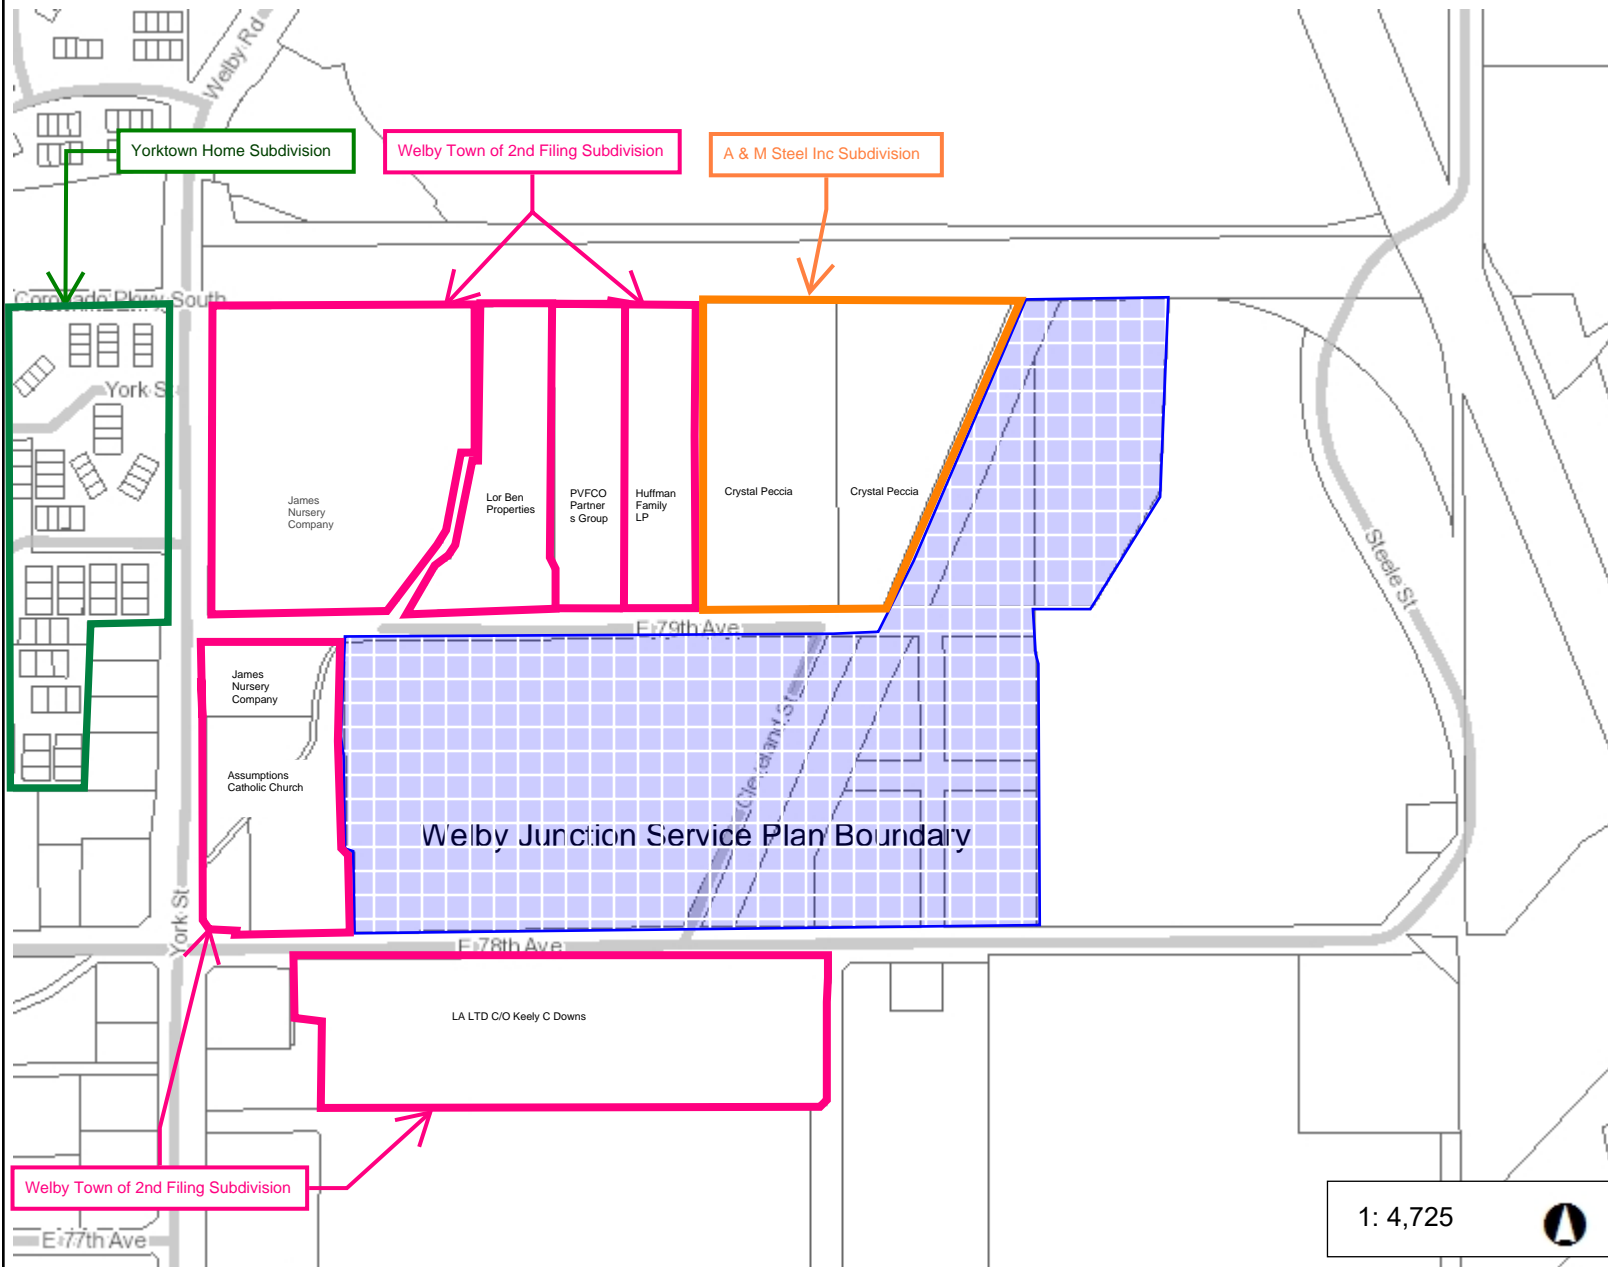 Welby Rd
Yorktown Home Subdivision
Welby Town of 2nd Filing Subdivision
A & M Steel Inc Subdivision
Coronado Pkwy South
York St
James
Nursery
Company
Lor Ben
Properties
PVFCO
Partner
s Group
Huffman
Family
LP
Crystal Peccia
Crystal Peccia
Steele St
E 79th Ave
James
Nursery
Company
Cleveland St
Assumptions
Catholic Church
Welby Junction Service Plan Boundary
York St
E 78th Ave
LA LTD C/O Keely C Downs
Welby Town of 2nd Filing Subdivision
E 77th Ave
1: 4,725